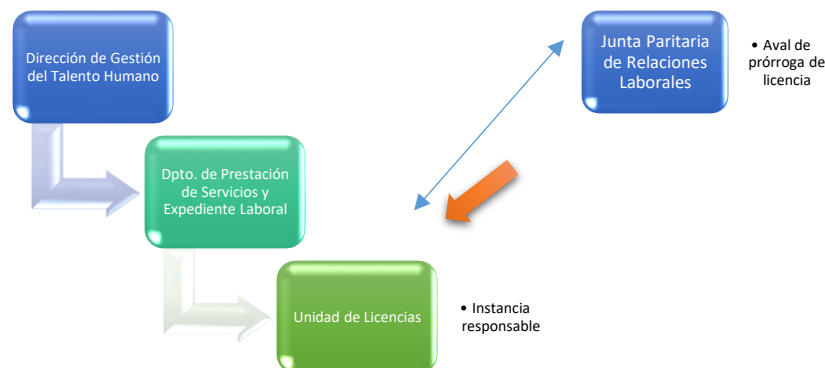 Dirección de Gestión
del Talento Humano
Junta Paritaria
de Relaciones
Laborales
• Aval de
prórroga de
licencia
Dpto. de Prestación
de Servicios y
Expediente Laboral
Unidad de Licencias
• Instancia
responsable